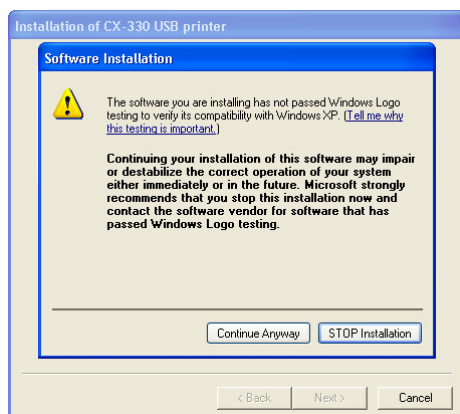 Installation of CX-330 USB printer
Software Installation
The software you are installing has not passed Windows Logo
testing to verify its compatibility with Windows XP. (Tell me why
this testing is important.)
Continuing your installation of this software may impair
or destabilize the correct operation of your system
either immediately or in the future. Microsoft strongly
recommends that you stop this installation now and
contact the software vendor for software that has
passed Windows Logo testing.
Continue Anyway
STOP Installation
< Back
Next >
Cancel